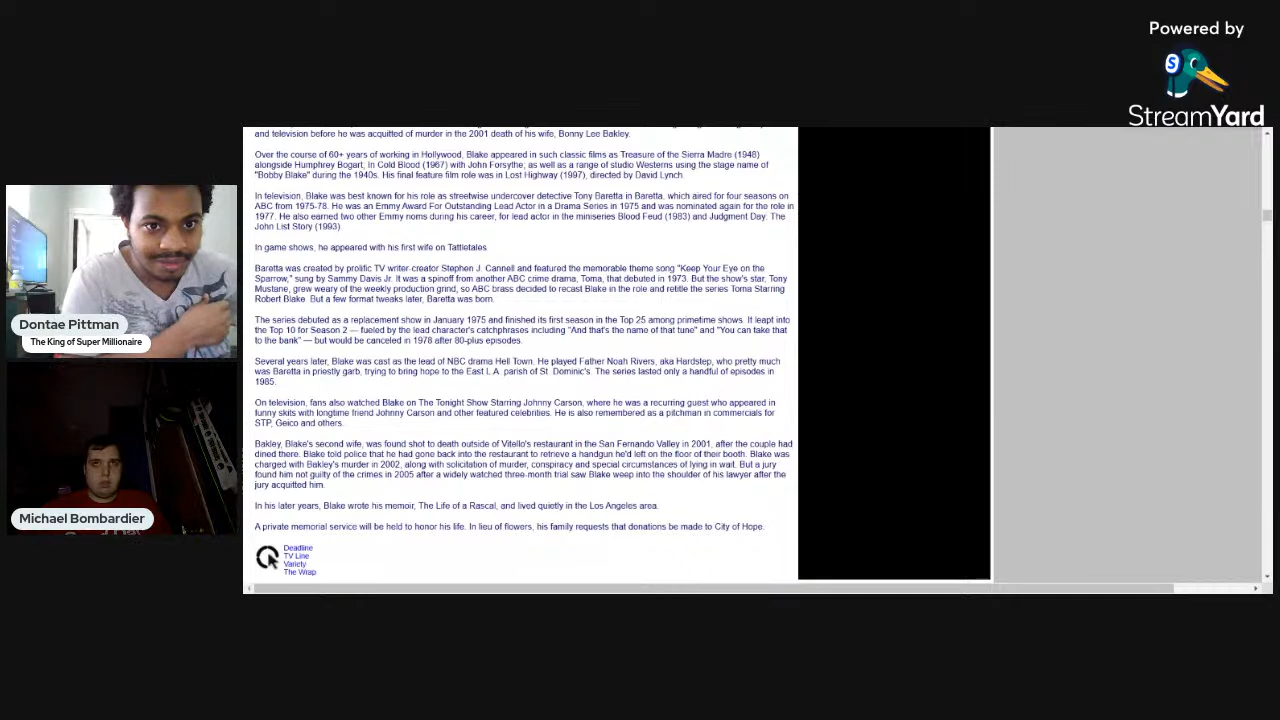 Powered by
S
StreamYard
and television before he was acquitted of murder in the 2001 death of his wife, Bonny Lee Bakley.
Over the course of 60+ years of working in Hollywood, Blake appeared in such classic films as Treasure of the Sierra Madre (1948)
alongside Humphrey Bogart, In Cold Blood (1967) with John Forsythe; as well as a range of studio Westerns using the stage name of
"Bobby Blake" during the 1940s. His final feature film role was in Lost Highway (1997), directed by David Lynch.
In television, Blake was best known for his role as streetwise undercover detective Tony Baretta in Baretta, which aired for four seasons on
ABC from 1975-78. He was an Emmy Award For Outstanding Lead Actor in a Drama Series in 1975 and was nominated again for the role in
1977. He also earned two other Emmy noms during his career, for lead actor in the miniseries Blood Feud (1983) and Judgment Day: The
John List Story (1993).
In game shows, he appeared with his first wife on Tattletales.
Baretta was created by prolific TV writer-creator Stephen J. Cannell and featured the memorable theme song "Keep Your Eye on the
Sparrow," sung by Sammy Davis Jr. It was a spinoff from another ABC crime drama, Toma, that debuted in 1973. But the show's star, Tony
Mustane, grew weary of the weekly production grind, so ABC brass decided to recast Blake in the role and retitle the series Toma Starring
Robert Blake. But a few format tweaks later, Baretta was born.
The series debuted as a replacement show in January 1975 and finished its first season in the Top 25 among primetime shows. It leapt into
the Top 10 for Season 2 — fueled by the lead character's catchphrases including "And that's the name of that tune" and "You can take that
to the bank" — but would be canceled in 1978 after 80-plus episodes.
Several years later, Blake was cast as the lead of NBC drama Hell Town. He played Father Noah Rivers, aka Hardstep, who pretty much
was Baretta in priestly garb, trying to bring hope to the East L.A. parish of St. Dominic's. The series lasted only a handful of episodes in
1985.
On television, fans also watched Blake on The Tonight Show Starring Johnny Carson, where he was a recurring guest who appeared in
funny skits with longtime friend Johnny Carson and other featured celebrities. He is also remembered as a pitchman in commercials for
STP, Geico and others.
Bakley, Blake's second wife, was found shot to death outside of Vitello's restaurant in the San Fernando Valley in 2001, after the couple had
dined there. Blake told police that he had gone back into the restaurant to retrieve a handgun he'd left on the floor of their booth. Blake was
charged with Bakley's murder in 2002, along with solicitation of murder, conspiracy and special circumstances of lying in wait. But a jury
found him not guilty of the crimes in 2005 after a widely watched three-month trial saw Blake weep into the shoulder of his lawyer after the
jury acquitted him.
In his later years, Blake wrote his memoir, The Life of a Rascal, and lived quietly in the Los Angeles area.
A private memorial service will be held to honor his life. In lieu of flowers, his family requests that donations be made to City of Hope.
Deadline
TV Line
Variety
The Wrap
Dontae Pittman
The King of Super Millionaire
Michael Bombardier